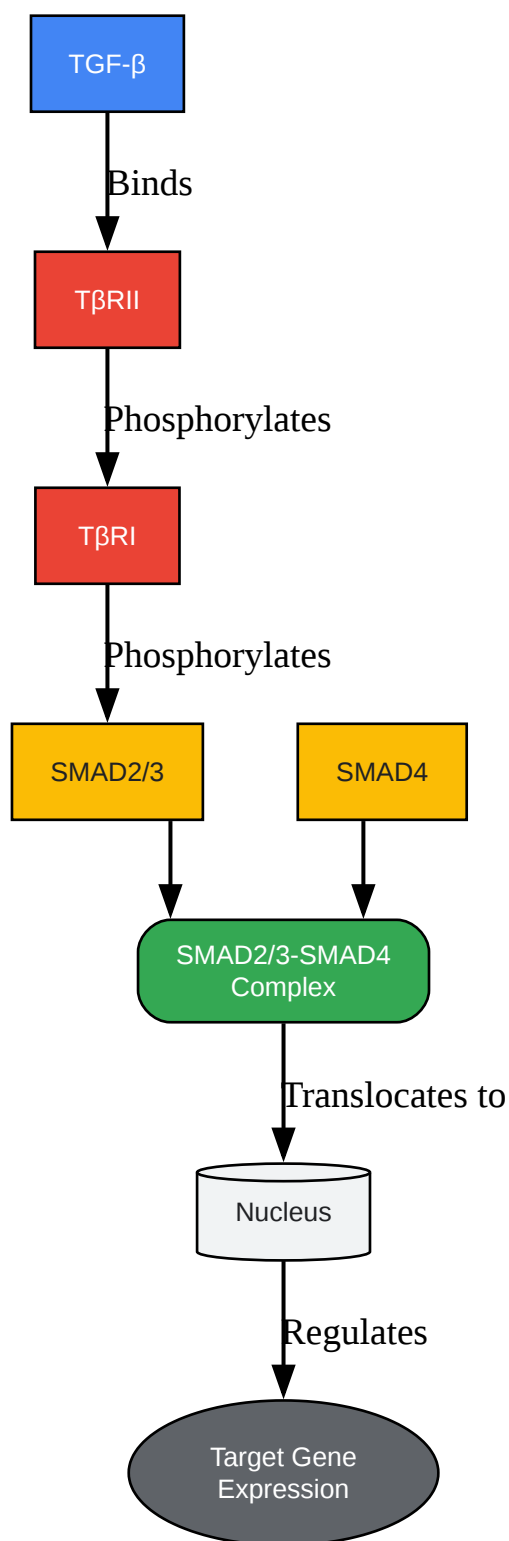 TGF-β
Binds
TβRII
Phosphorylates
TβRI
Phosphorylates
SMAD2/3
SMAD4
SMAD2/3-SMAD4
Complex
Translocates to
Nucleus
Regulates
Target Gene
Expression